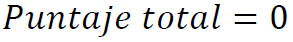 Puntaje total = 0